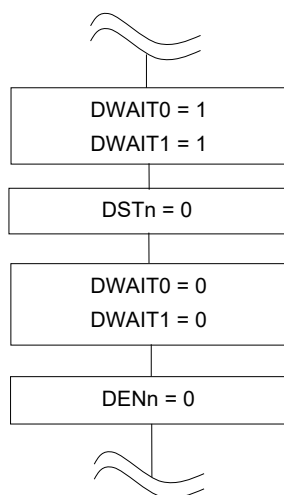 DWAIT0 = 1
DWAIT1 = 1
DSTn = 0
DWAIT0 = 0
DWAIT1 = 0
DENn = 0